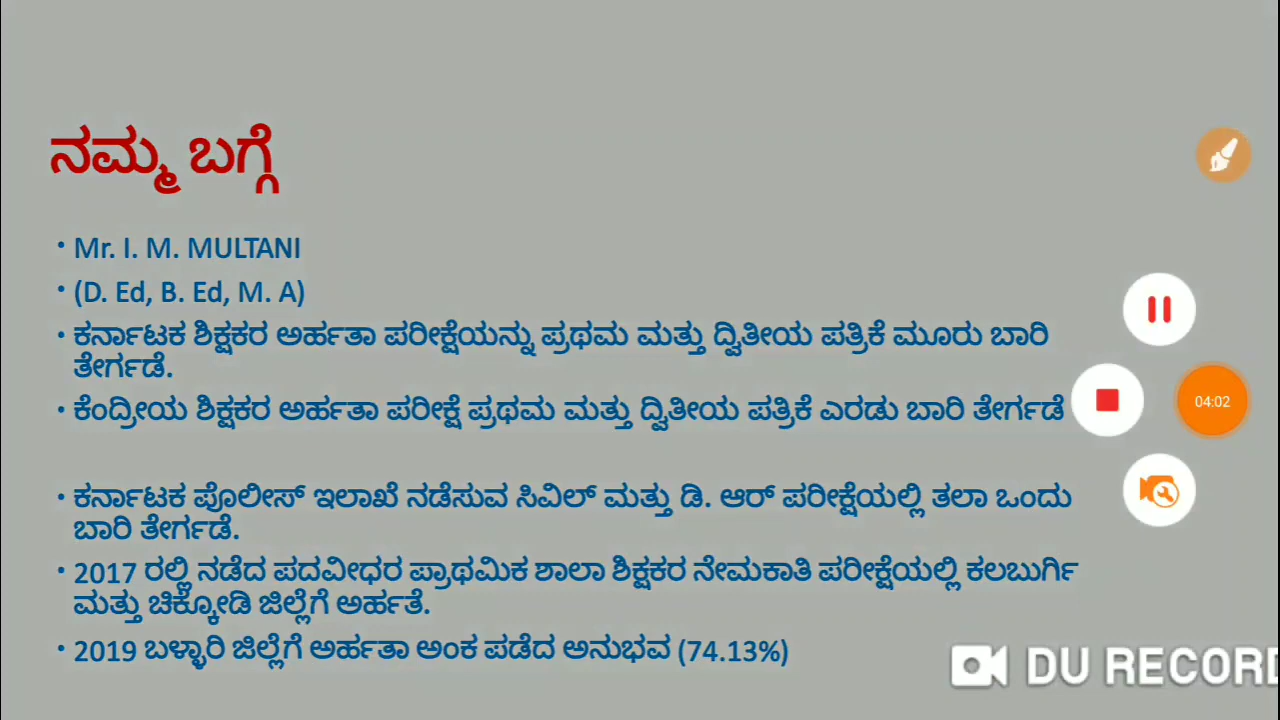 ನಮ್ಮ ಬಗ್ಗೆ
• Mr. I. M. MULTANI
• (D. Ed, B. Ed, M. A)
• ಕರ್ನಾಟಕ ಶಿಕ್ಷಕರ ಅರ್ಹತಾ ಪರೀಕ್ಷೆಯನ್ನು ಪ್ರಥಮ ಮತ್ತು ದ್ವಿತೀಯ ಪತ್ರಿಕೆ ಮೂರು ಬಾರಿ
ತೇರ್ಗಡೆ.
• ಕೇಂದ್ರೀಯ ಶಿಕ್ಷಕರ ಅರ್ಹತಾ ಪರೀಕ್ಷೆ ಪ್ರಥಮ ಮತ್ತು ದ್ವಿತೀಯ ಪತ್ರಿಕೆ ಎರಡು ಬಾರಿ ತೇರ್ಗಡೆ
04:02
• ಕರ್ನಾಟಕ ಪೊಲೀಸ್ ಇಲಾಖೆ ನಡೆಸುವ ಸಿವಿಲ್ ಮತ್ತು ಡಿ. ಆರ್ ಪರೀಕ್ಷೆಯಲ್ಲಿ ತಲಾ ಒಂದು
ಬಾರಿ ತೇರ್ಗಡೆ.
• 2017 ರಲ್ಲಿ ನಡೆದ ಪದವೀಧರ ಪ್ರಾಥಮಿಕ ಶಾಲಾ ಶಿಕ್ಷಕರ ನೇಮಕಾತಿ ಪರೀಕ್ಷೆಯಲ್ಲಿ ಕಲಬುರ್ಗಿ
ಮತ್ತು ಚಿಕ್ಕೋಡಿ ಜಿಲ್ಲೆಗೆ ಅರ್ಹತೆ.
• 2019 ಬಳ್ಳಾರಿ ಜಿಲ್ಲೆಗೆ ಅರ್ಹತಾ ಅಂಕ ಪಡೆದ ಅನುಭವ (74.13%)
DU RECORD